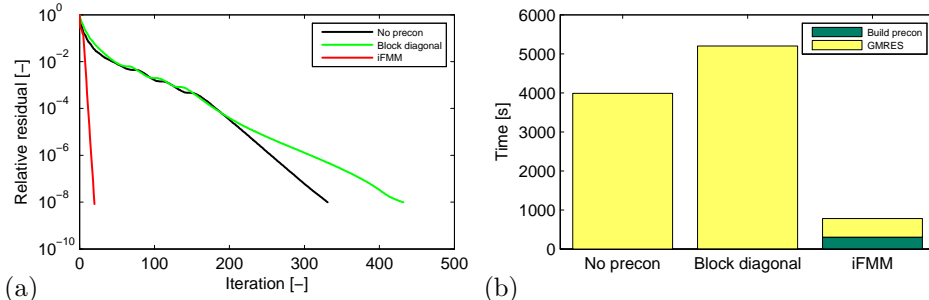 10^0
10^−2
10^−4
10^−6
10^−8
10^−10
Relative residual [−]
0
100
200
300
400
500
Iteration [−]
No precon
Block diagonal
iFMM
(a)
6000
5000
4000
3000
2000
1000
0
Time [s]
Build precon
GMRES
No precon
Block diagonal
iFMM
(b)